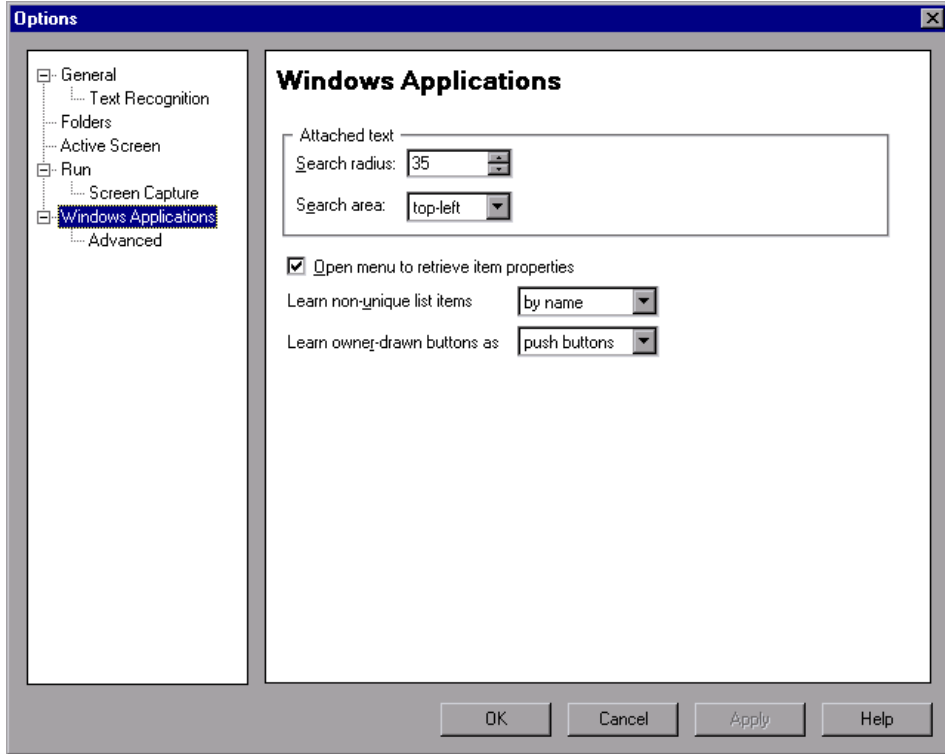 Options
General
Text Recognition
Folders
Active Screen
Run
Screen Capture
Windows Applications
Advanced
Windows Applications
Attached text
Search radius: 35
Search area: top-left
Open menu to retrieve item properties
Learn non-unique list items by name
Learn owner-drawn buttons as push buttons
OK Cancel Apply Help